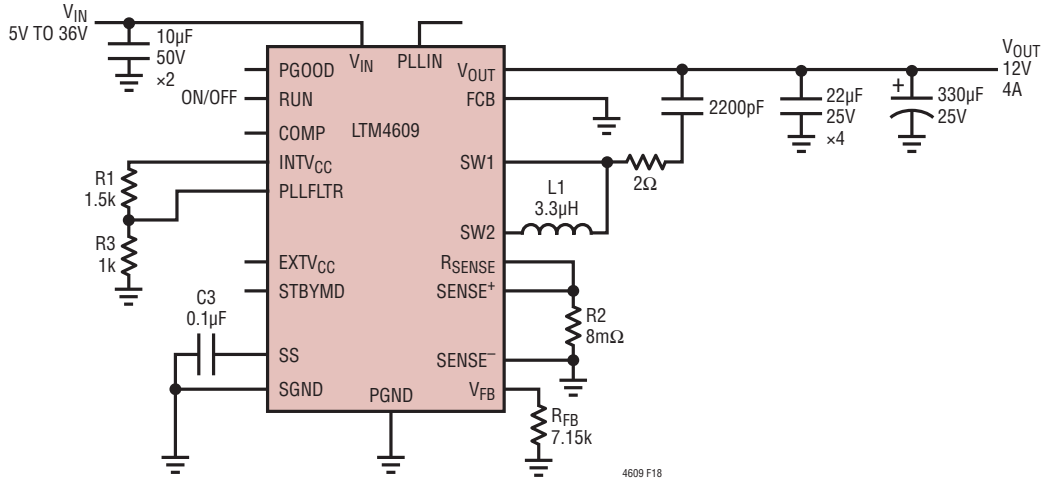 VIN
5V TO 36V
10µF
50V
×2
VIN
PLLIN
PGOOD
ON/OFF
RUN
COMP
LTM4609
INTVCC
PLLFLTR
R1
1.5k
R3
1k
EXTVCC
STBYMD
C3
0.1µF
SS
SGND
PGND
VOUT
FCB
SW1
SW2
RSENSE
SENSE+
SENSE–
VFB
L1
3.3µH
2Ω
2200pF
22µF
25V
×4
+
330µF
25V
VOUT
12V
4A
R2
8mΩ
RFB
7.15k
4609 F18